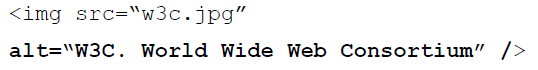 <img src=“w3c.jpg”
alt=“W3C. World Wide Web Consortium” />